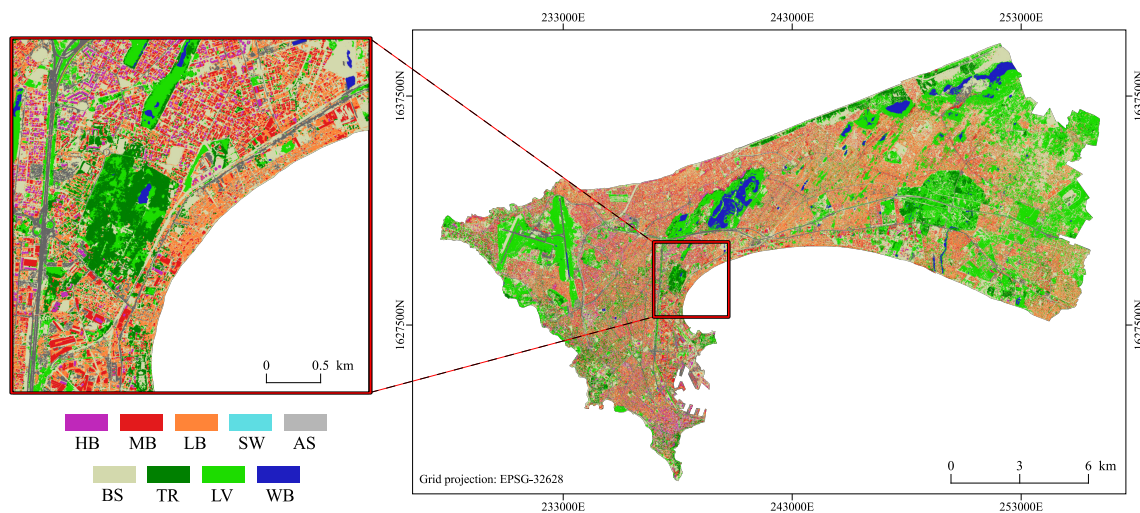 233000E 243000E 253000E
1637500N 1637500N
1627500N 1627500N
0 0.5 km
HB MB LB SW AS
BS TR LV WB
Grid projection: EPSG-32628
0 3 6 km
233000E 243000E 253000E